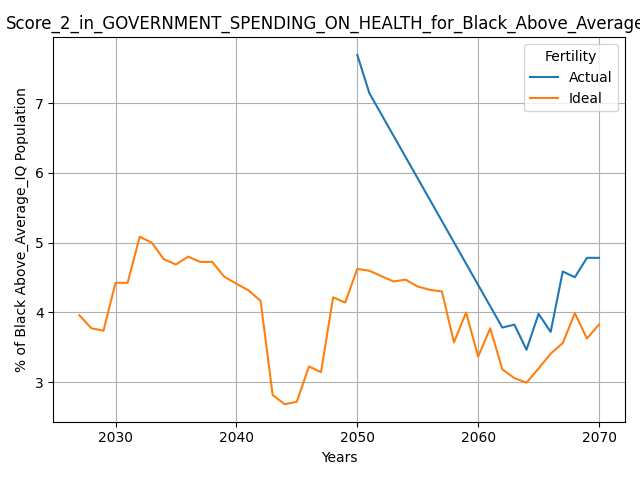 Score_2_in_GOVERNMENT_SPENDING_ON_HEALTH_for_Black_Above_Average
% of Black Above_Average_IQ Population
7
6
5
4
3
Fertility
Actual
Ideal
2030 2040 2050 2060 2070
Years